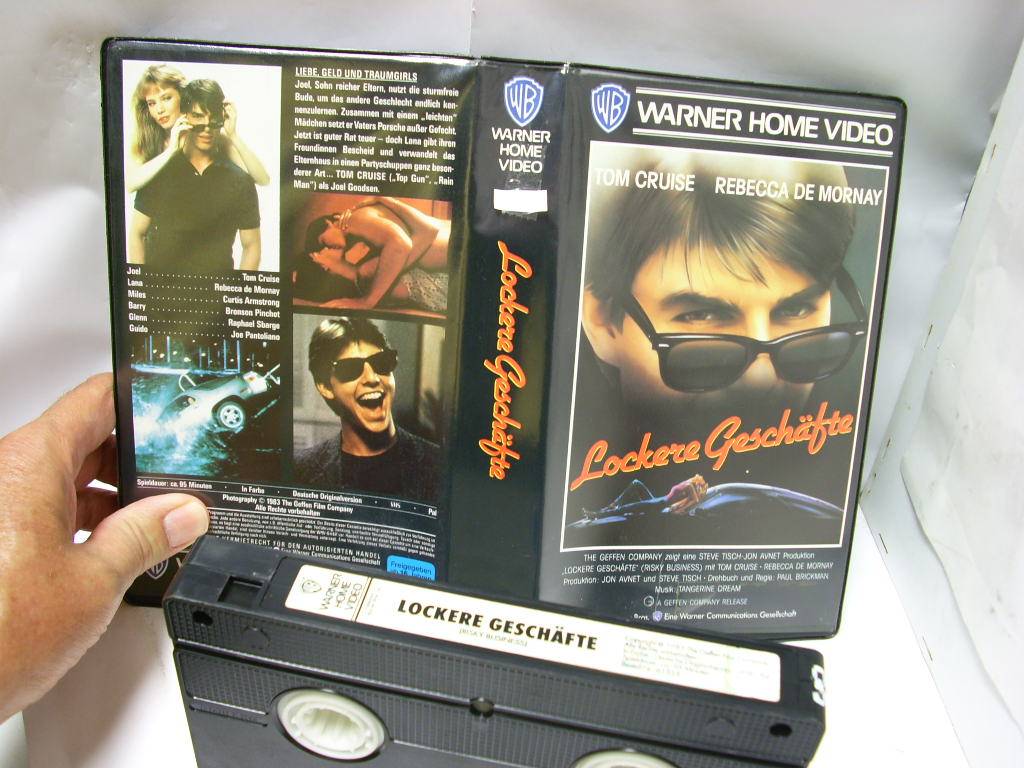 LIEBE, GELD UND TRAUMGIRLS
Joel, Sohn reicher Eltern, nutzt die sturmfreie
Bude, um das andere Geschlecht endlich ken-
nenzulernen. Zusammen mit einem „leichten"
Mädchen setzt er Vaters Porsche außer Gefecht.
Jetzt ist guter Rat teuer – doch Lana gibt ihren
Freundinnen Bescheid und verwandelt das
Elternhaus in einen Partyschuppen ganz beson-
derer Art... TOM CRUISE („Top Gun", „Rain
Man") als Joel Goodsen.
Joel . . . . . . . . . . . . . . . . Tom Cruise
Lana . . . . . . . . . . . Rebecca de Mornay
Miles . . . . . . . . . . . . Curtis Armstrong
Barry . . . . . . . . . . . . Bronson Pinchot
Glenn . . . . . . . . . . . . Raphael Sbarge
Guido . . . . . . . . . . . . . Joe Pantoliano
Spieldauer: ca. 95 Minuten · In Farbe · Deutsche Originalversion · VHS · Pal
Photography © 1983 The Geffen Film Company
Alle Rechte vorbehalten
FÜR DEN AUTORISIERTEN HANDEL
Eine Warner Communications Gesellschaft
Freigegeben
ab 16 Jahren
WB
WARNER
HOME
VIDEO
Lockere Geschäfte
WB
WARNER HOME VIDEO
TOM CRUISE REBECCA DE MORNAY
Lockere Geschäfte
THE GEFFEN COMPANY zeigt eine STEVE TISCH-JON AVNET Produktion
„LOCKERE GESCHÄFTE" (RISKY BUSINESS) mit TOM CRUISE · REBECCA DE MORNAY
Produktion: JON AVNET und STEVE TISCH · Drehbuch und Regie: PAUL BRICKMAN
Musik: TANGERINE DREAM
A GEFFEN COMPANY RELEASE
Bros. Eine Warner Communications Gesellschaft
WARNER
HOME
VIDEO
LOCKERE GESCHÄFTE
(RISKY BUSINESS)